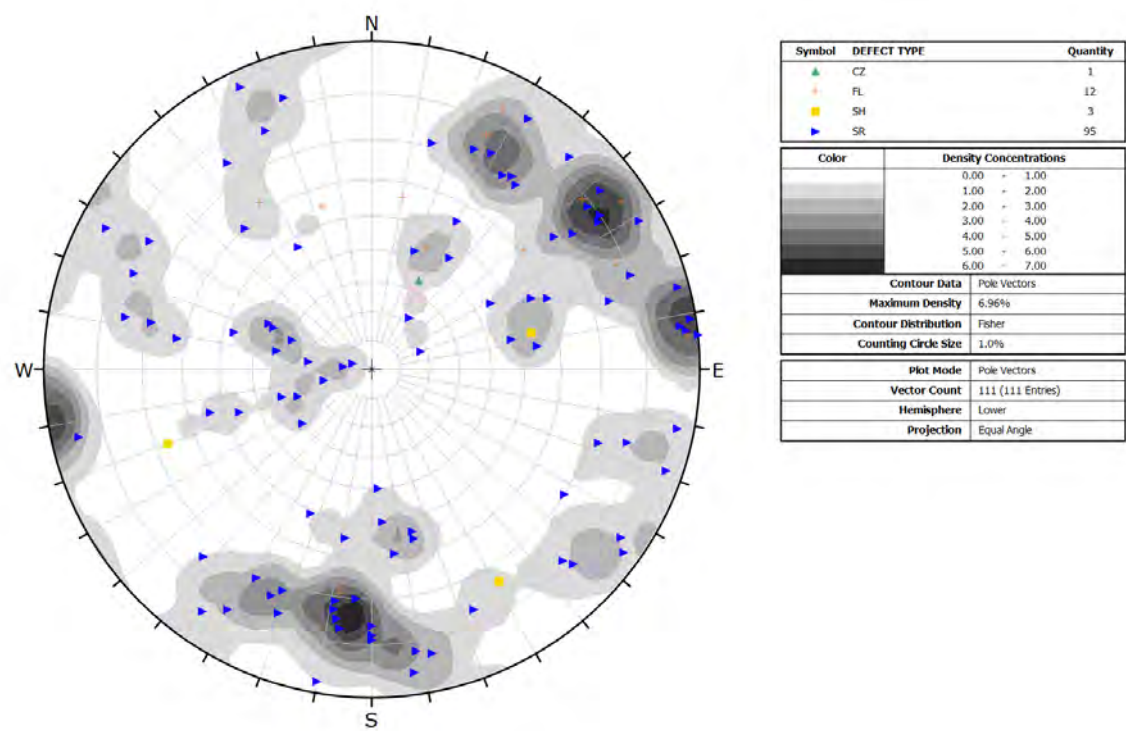 N
W
E
S
Symbol DEFECT TYPE Quantity
CZ 1
FL 12
SH 3
SR 95
Color Density Concentrations
0.00 - 1.00
1.00 - 2.00
2.00 - 3.00
3.00 - 4.00
4.00 - 5.00
5.00 - 6.00
6.00 - 7.00
Contour Data Pole Vectors
Maximum Density 6.96%
Contour Distribution Fisher
Counting Circle Size 1.0%
Plot Mode Pole Vectors
Vector Count 111 (111 Entries)
Hemisphere Lower
Projection Equal Angle